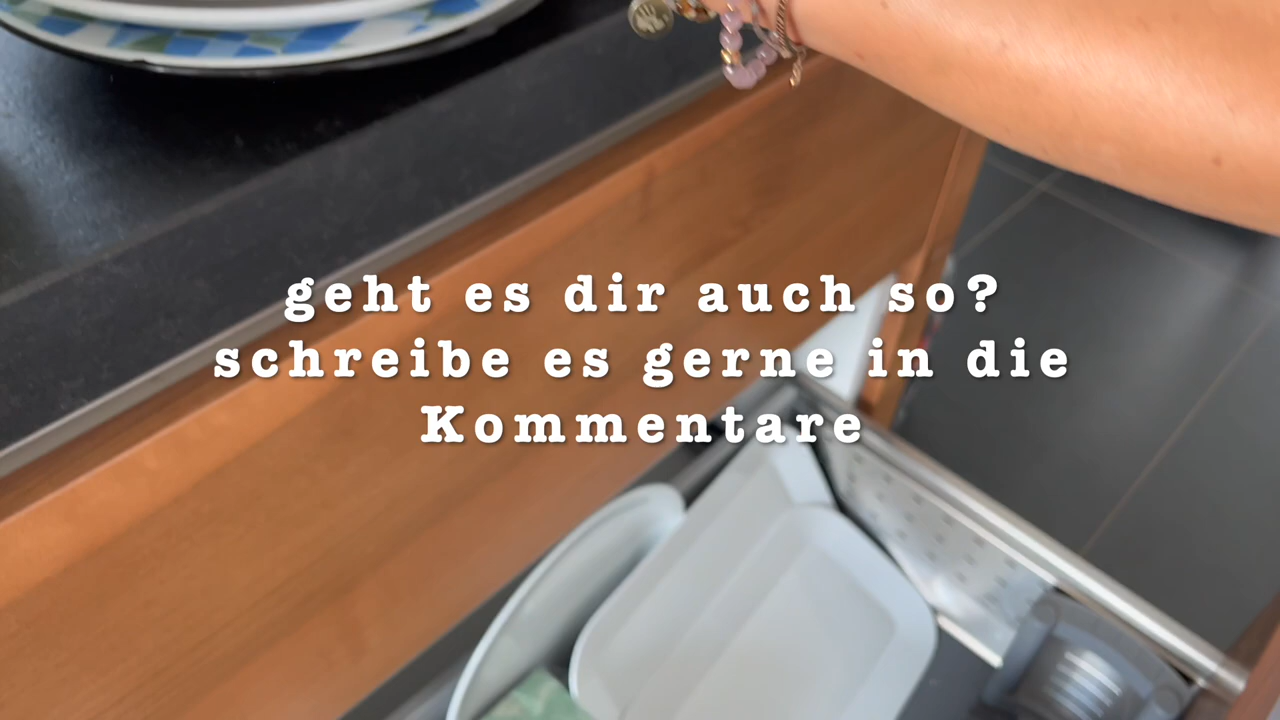 geht es dir auch so?
schreibe es gerne in die
Kommentare